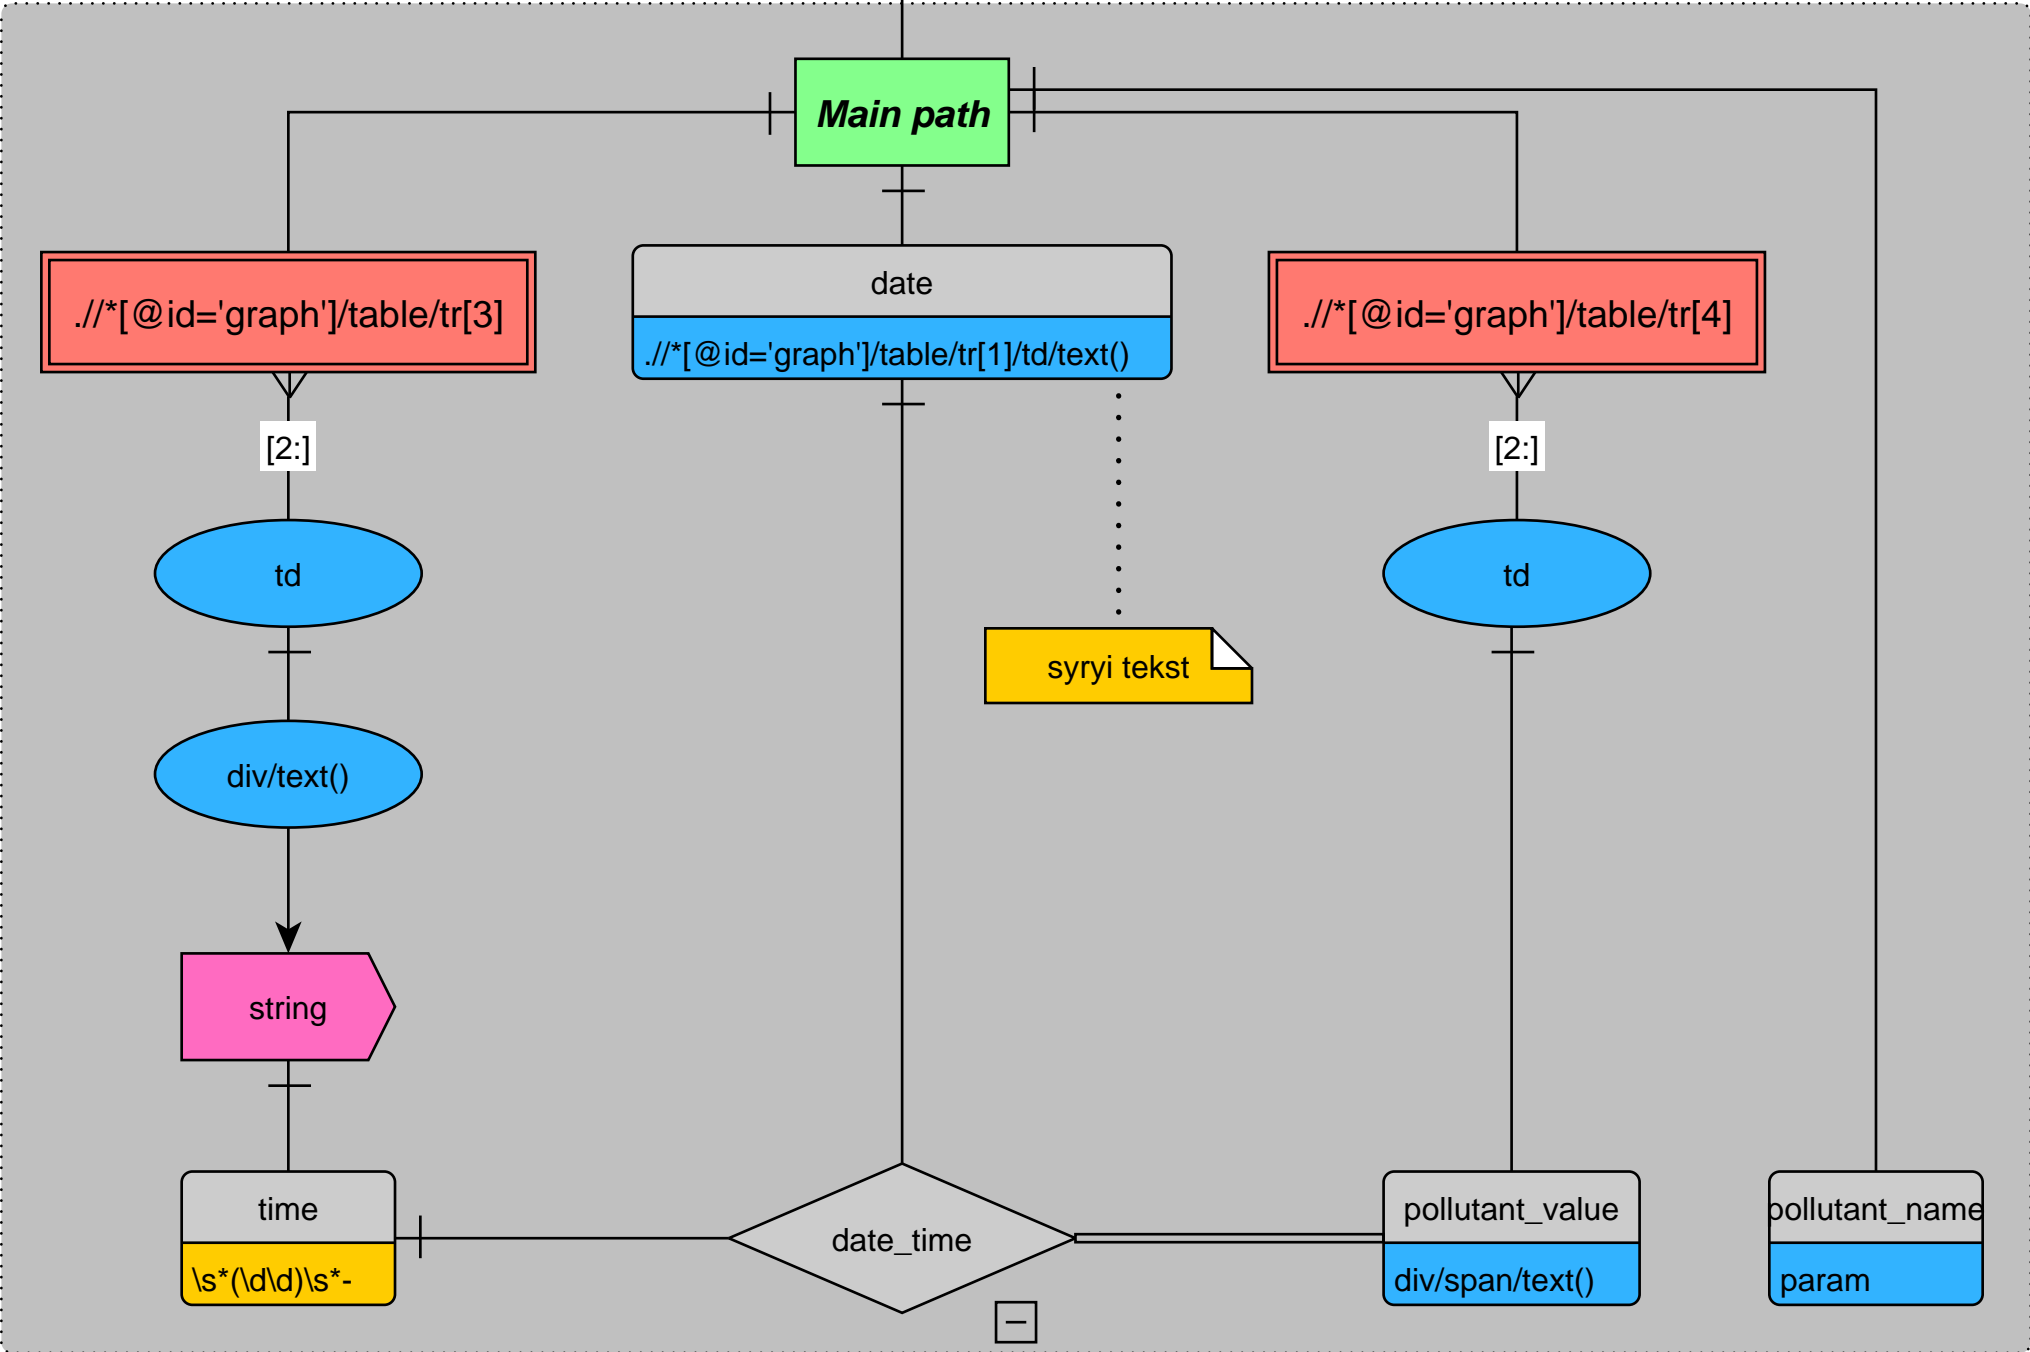 Main path
.//*[@id='graph']/table/tr[3]
date
.//*[@id='graph']/table/tr[1]/td/text()
.//*[@id='graph']/table/tr[4]
[2:]
[2:]
td
td
syryi tekst
div/text()
string
time
\s*(\d\d)\s*-
date_time
pollutant_value
div/span/text()
pollutant_name
param